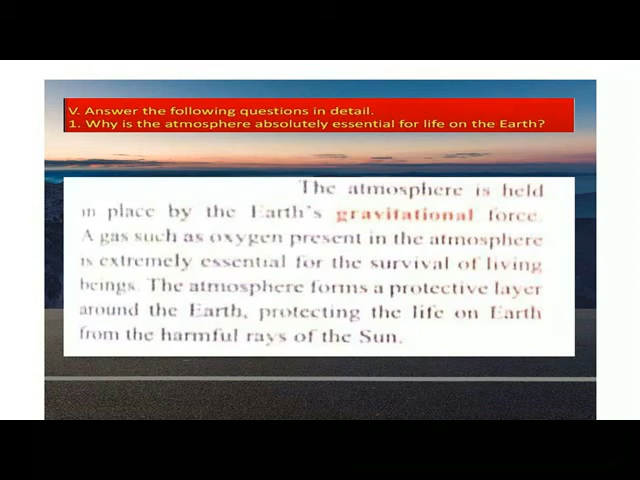 V. Answer the following questions in detail.
1. Why is the atmosphere absolutely essential for life on the Earth?
The atmosphere is held
in place by the Earth's gravitational force.
A gas such as oxygen present in the atmosphere
is extremely essential for the survival of living
beings. The atmosphere forms a protective layer
around the Earth, protecting the life on Earth
from the harmful rays of the Sun.